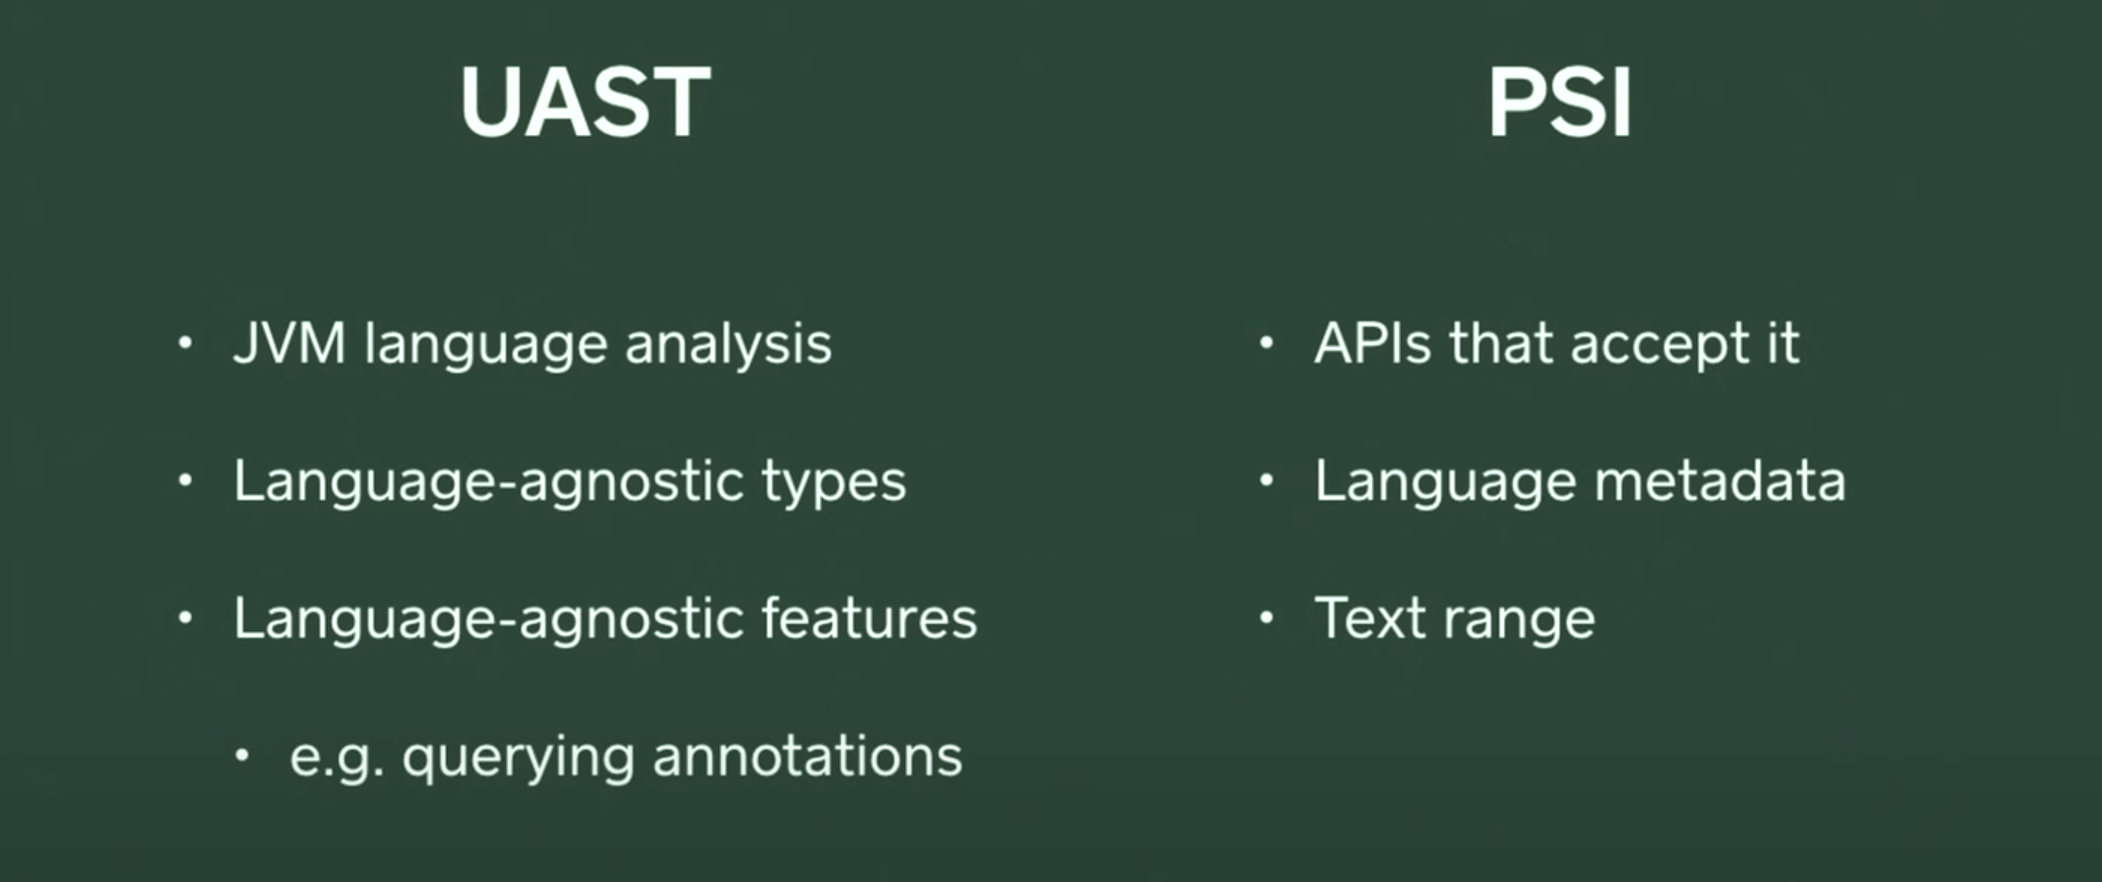 UAST
• JVM language analysis
• Language-agnostic types
• Language-agnostic features
• e.g. querying annotations
PSI
• APIs that accept it
• Language metadata
• Text range